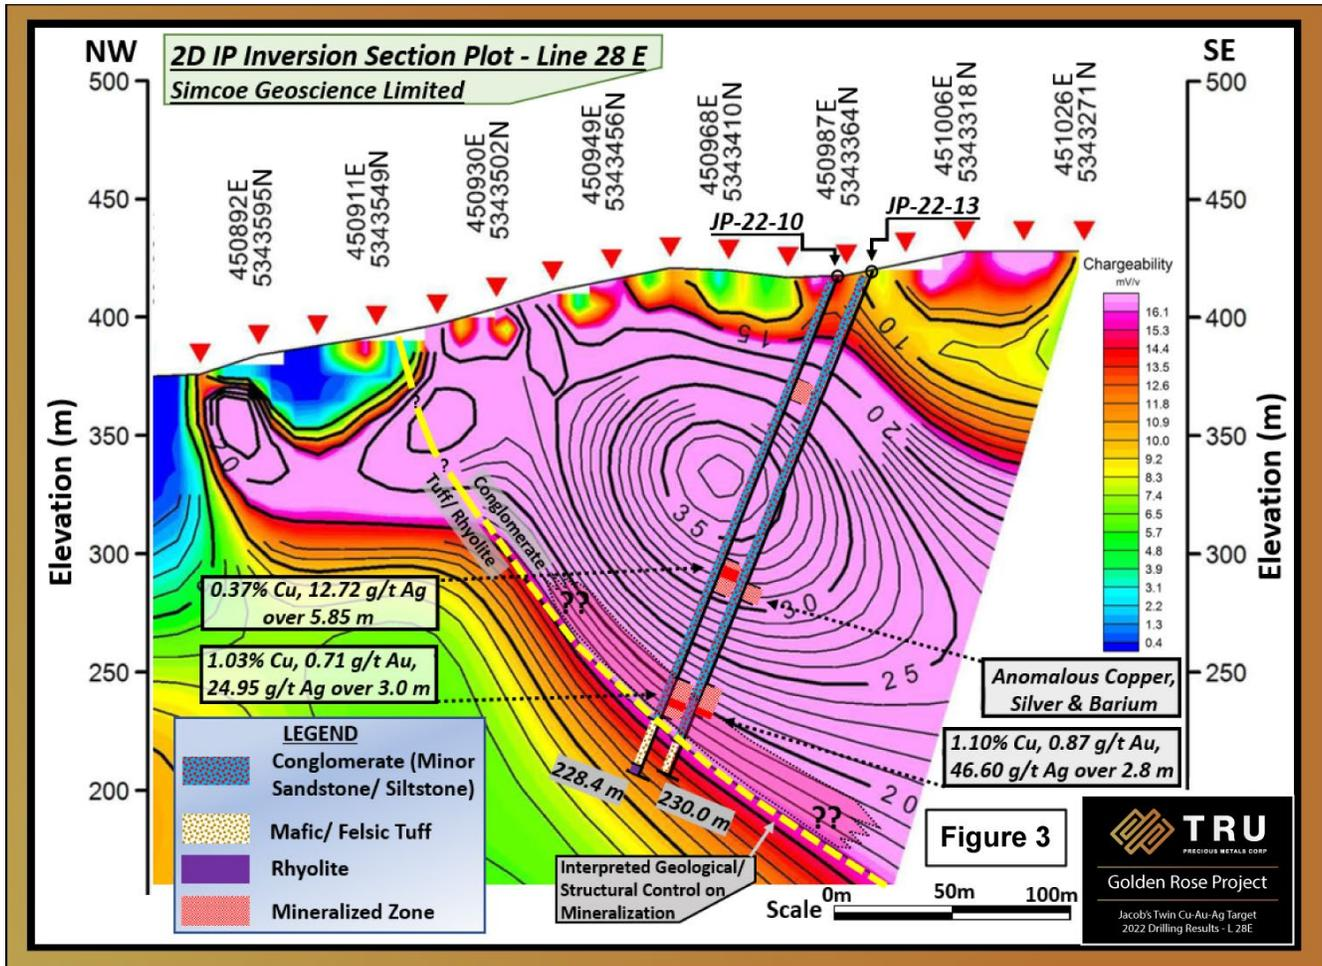 NW
2D IP Inversion Section Plot - Line 28 E
Simcoe Geoscience Limited
SE
500
450
400
350
300
250
200
Elevation (m)
450892E
5343595N
450911E
5343549N
450930E
5343502N
450949E
5343456N
450968E
5343410N
450987E
5343364N
451006E
5343318N
451026E
5343271N
JP-22-10
JP-22-13
500
450
400
350
300
250
Elevation (m)
Chargeability
mV/v
16.1
15.3
14.4
13.5
12.6
11.8
10.9
10.0
9.2
8.3
7.4
6.5
5.7
4.8
3.9
3.1
2.2
1.3
0.4
15
10
20
35
30
25
20
0
?
?
Tuff/ Rhyolite
Conglomerate
??
??
0.37% Cu, 12.72 g/t Ag
over 5.85 m
1.03% Cu, 0.71 g/t Au,
24.95 g/t Ag over 3.0 m
Anomalous Copper,
Silver & Barium
1.10% Cu, 0.87 g/t Au,
46.60 g/t Ag over 2.8 m
228.4 m
230.0 m
LEGEND
Conglomerate (Minor
Sandstone/ Siltstone)
Mafic/ Felsic Tuff
Rhyolite
Mineralized Zone
Interpreted Geological/
Structural Control on
Mineralization
Figure 3
Scale
0m
50m
100m
TRU
PRECIOUS METALS CORP
Golden Rose Project
Jacob's Twin Cu-Au-Ag Target
2022 Drilling Results - L 28E